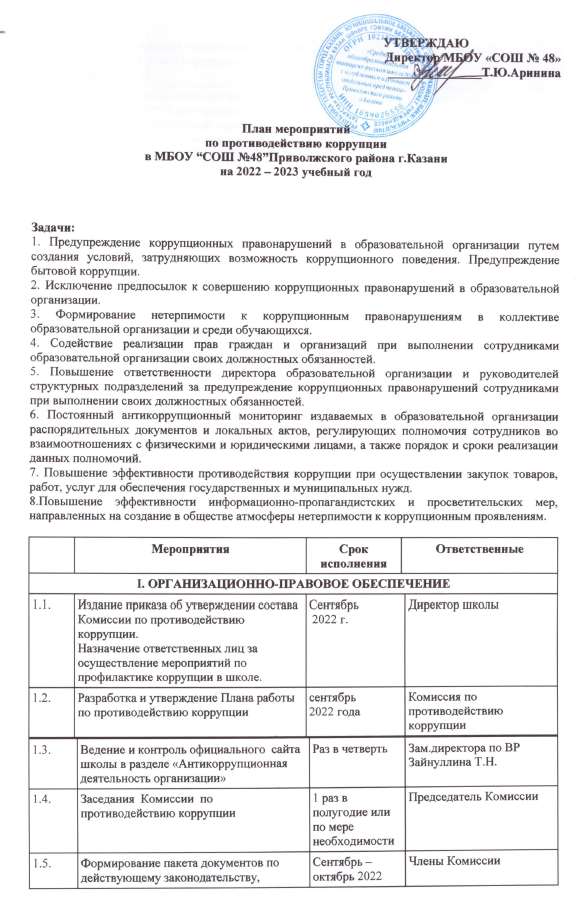 УТВЕРЖДАЮ
Директор МБОУ «СОШ № 48»
Т.Ю.Аринина
План мероприятий
по противодействию коррупции
в МБОУ “СОШ №48”Приволжского района г.Казани
на 2022 – 2023 учебный год
Задачи:
1. Предупреждение коррупционных правонарушений в образовательной организации путем
создания условий, затрудняющих возможность коррупционного поведения. Предупреждение
бытовой коррупции.
2. Исключение предпосылок к совершению коррупционных правонарушений в образовательной
организации.
3. Формирование нетерпимости к коррупционным правонарушениям в коллективе
образовательной организации и среди обучающихся.
4. Содействие реализации прав граждан и организаций при выполнении сотрудниками
образовательной организации своих должностных обязанностей.
5. Повышение ответственности директора образовательной организации и руководителей
структурных подразделений за предупреждение коррупционных правонарушений сотрудниками
при выполнении своих должностных обязанностей.
6. Постоянный антикоррупционный мониторинг издаваемых в образовательной организации
распорядительных документов и локальных актов, регулирующих полномочия сотрудников во
взаимоотношениях с физическими и юридическими лицами, а также порядок и сроки реализации
данных полномочий.
7. Повышение эффективности противодействия коррупции при осуществлении закупок товаров,
работ, услуг для обеспечения государственных и муниципальных нужд.
8.Повышение эффективности информационно-пропагандистских и просветительских мер,
направленных на создание в обществе атмосферы нетерпимости к коррупционным проявлениям.
Мероприятия Срок Ответственные
исполнения
I. ОРГАНИЗАЦИОННО-ПРАВОВОЕ ОБЕСПЕЧЕНИЕ
1.1. Издание приказа об утверждении состава Сентябрь Директор школы
Комиссии по противодействию 2022 г.
коррупции.
Назначение ответственных лиц за
осуществление мероприятий по
профилактике коррупции в школе.
1.2. Разработка и утверждение Плана работы сентябрь Комиссия по
по противодействию коррупции 2022 года противодействию
коррупции
1.3. Ведение и контроль официального сайта Раз в четверть Зам.директора по ВР
школы в разделе «Антикоррупционная Зайнуллина Т.Н.
деятельность организации»
1.4. Заседания Комиссии по 1 раз в Председатель Комиссии
противодействию коррупции полугодие или
по мере
необходимости
1.5. Формирование пакета документов по Сентябрь – Члены Комиссии
действующему законодательству, октябрь 2022